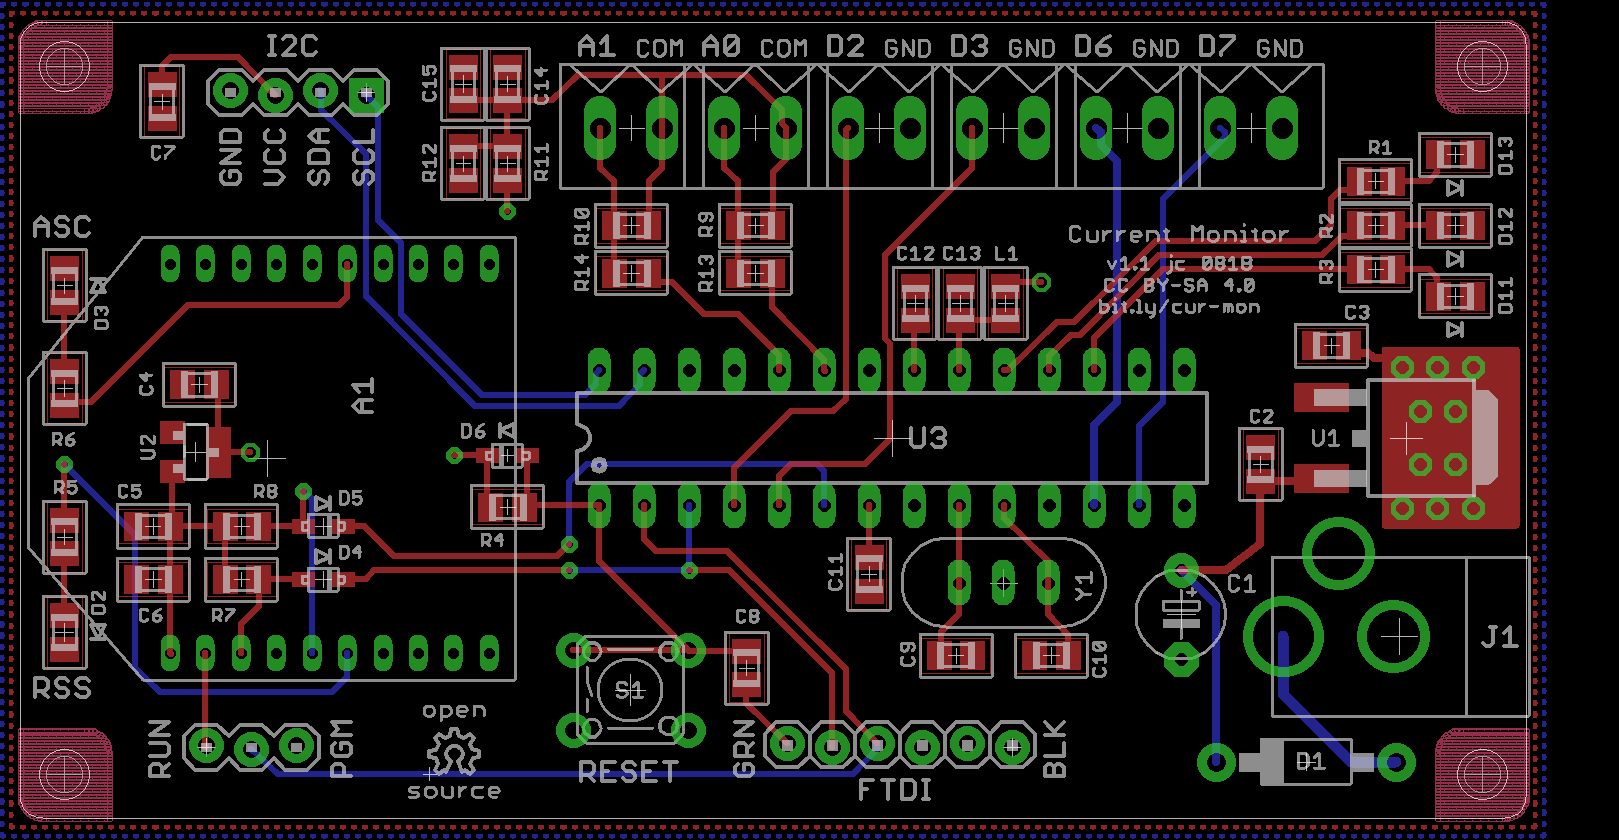 I2C
A1 COM A0 COM D2 GND D3 GND D6 GND D7 GND
C15
C14
C7
GND
VCC
SDA
SCL
R12
R11
R1
D13
ASC
R10
R9
R2
D12
Current Monitor
v1.1 jc 0818
CC BY-SA 4.0
bit.ly/cur-mon
R14
R13
C12 C13 L1
R3
D11
D3
C3
C4
A1
R6
U2
D6
U3
C2
U1
R5
C5
R8
D5
R4
D4
C11
Y1
C1
D2
C6
R7
C8
C9
C10
J1
RSS
S1
open
source
RUN
PGM
RESET
GRN
BLK
FTDI
D1